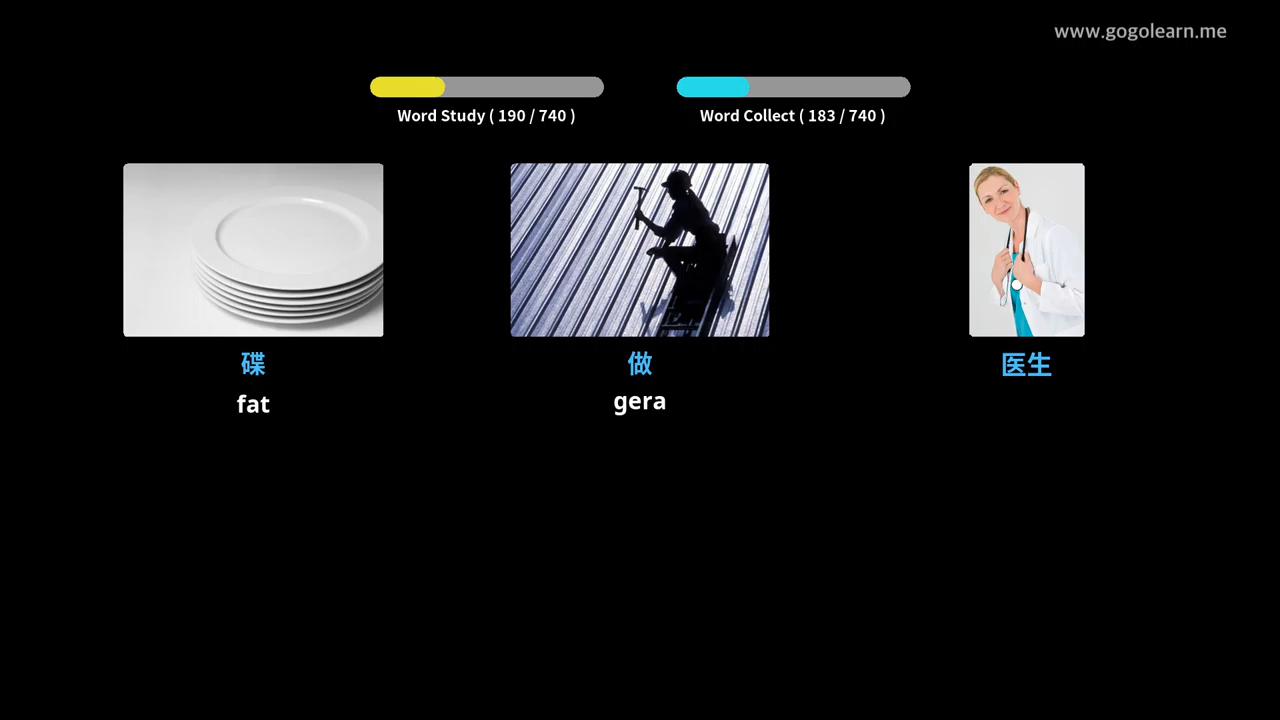 www.gogolearn.me
Word Study ( 190 / 740 )
Word Collect ( 183 / 740 )
碟
做
医生
fat
gera